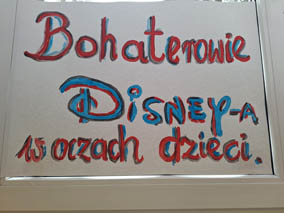 Bohaterowie
Disney-a
w oczach dzieci.